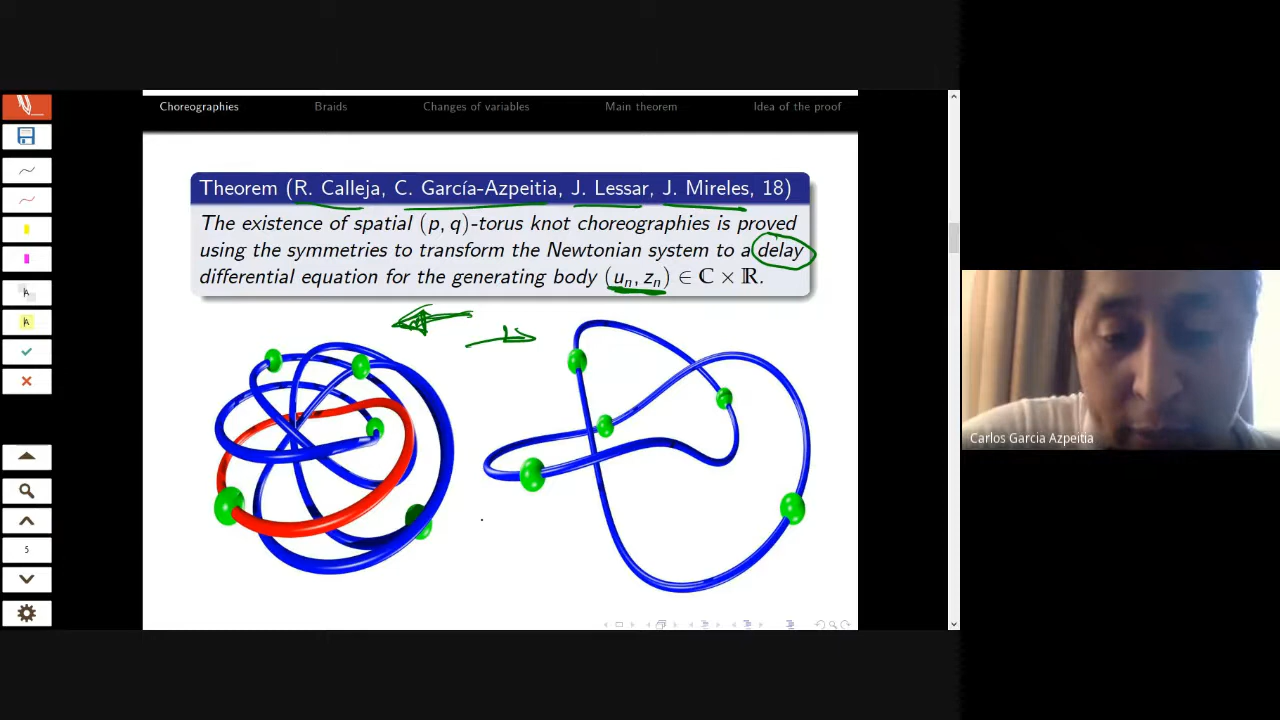 Choreographies Braids Changes of variables Main theorem Idea of the proof
Theorem (R. Calleja, C. García-Azpeitia, J. Lessar, J. Mireles, 18)
The existence of spatial (p, q)-torus knot choreographies is proved
using the symmetries to transform the Newtonian system to a delay
differential equation for the generating body (uₙ, zₙ) ∈ ℂ × ℝ.
Carlos Garcia Azpeitia
5